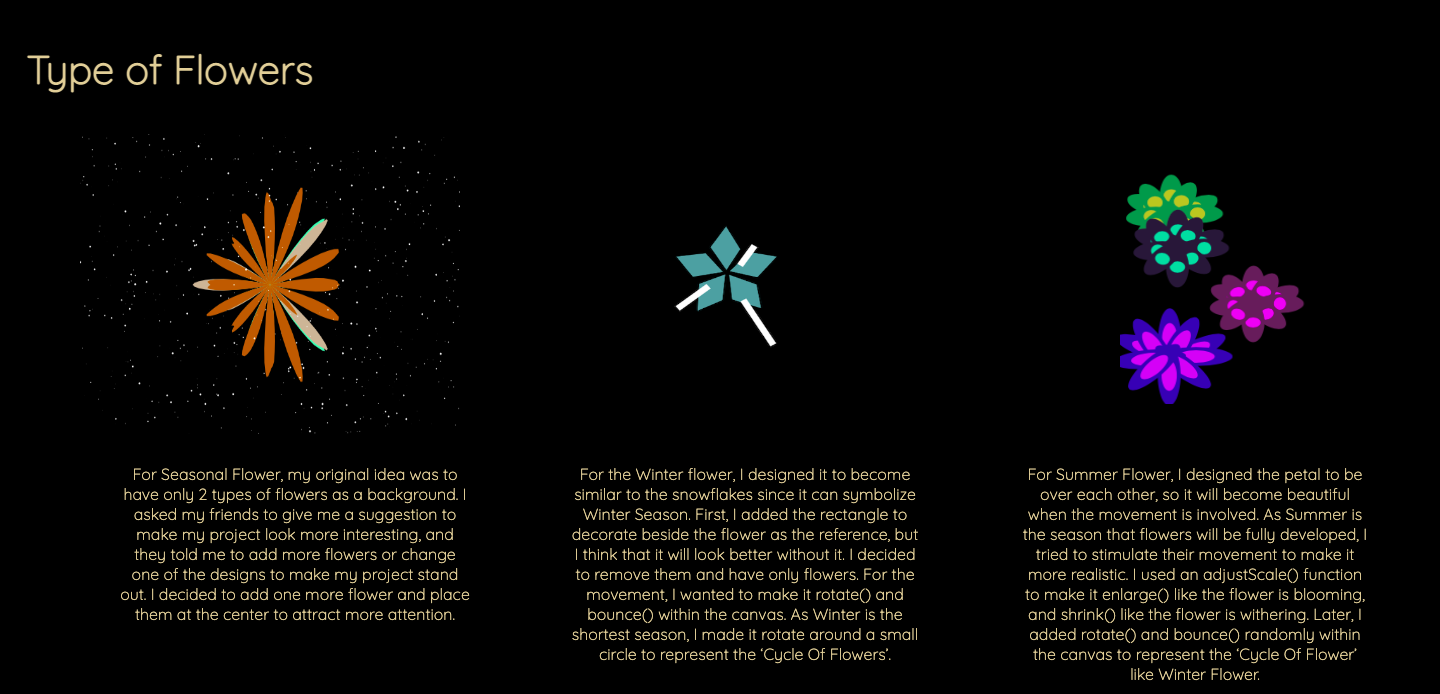 Type of Flowers
For Seasonal Flower, my original idea was to
have only 2 types of flowers as a background. I
asked my friends to give me a suggestion to
make my project look more interesting, and
they told me to add more flowers or change
one of the designs to make my project stand
out. I decided to add one more flower and place
them at the center to attract more attention.
For the Winter flower, I designed it to become
similar to the snowflakes since it can symbolize
Winter Season. First, I added the rectangle to
decorate beside the flower as the reference, but
I think that it will look better without it. I decided
to remove them and have only flowers. For the
movement, I wanted to make it rotate() and
bounce() within the canvas. As Winter is the
shortest season, I made it rotate around a small
circle to represent the ‘Cycle Of Flowers’.
For Summer Flower, I designed the petal to be
over each other, so it will become beautiful
when the movement is involved. As Summer is
the season that flowers will be fully developed, I
tried to stimulate their movement to make it
more realistic. I used an adjustScale() function
to make it enlarge() like the flower is blooming,
and shrink() like the flower is withering. Later, I
added rotate() and bounce() randomly within
the canvas to represent the ‘Cycle Of Flower’
like Winter Flower.